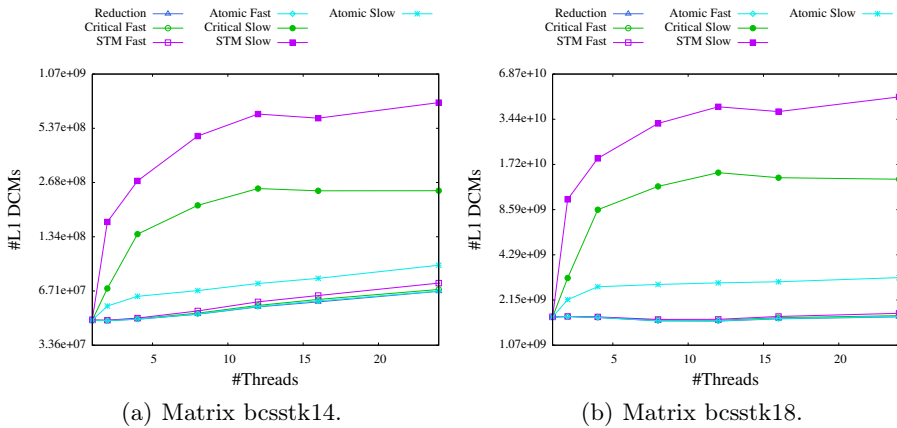 Reduction Atomic Fast Atomic Slow
Critical Fast Critical Slow
STM Fast STM Slow
1.07e+09
5.37e+08
2.68e+08
1.34e+08
6.71e+07
3.36e+07
#L1 DCMs
5 10 15 20
#Threads
(a) Matrix bcsstk14.
Reduction Atomic Fast Atomic Slow
Critical Fast Critical Slow
STM Fast STM Slow
6.87e+10
3.44e+10
1.72e+10
8.59e+09
4.29e+09
2.15e+09
1.07e+09
#L1 DCMs
5 10 15 20
#Threads
(b) Matrix bcsstk18.